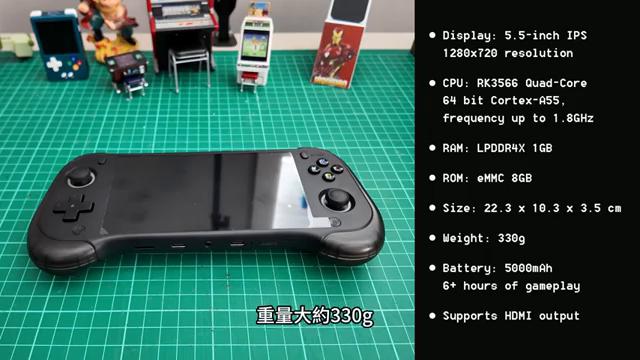 Display: 5.5-inch IPS
1280x720 resolution
CPU: RK3566 Quad-Core
64 bit Cortex-A55,
frequency up to 1.8GHz
RAM: LPDDR4X 1GB
ROM: eMMC 8GB
Size: 22.3 x 10.3 x 3.5 cm
Weight: 330g
Battery: 5000mAh
6+ hours of gameplay
Supports HDMI output
重量大約330g